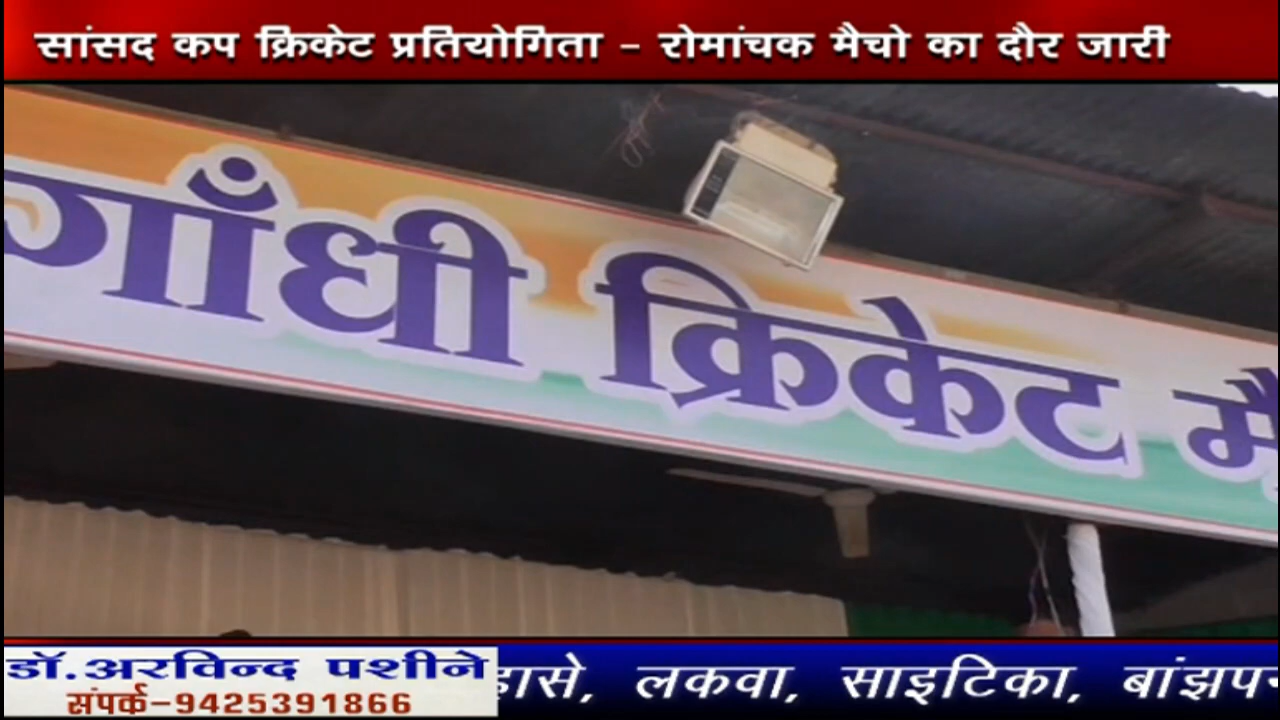 सांसद कप क्रिकेट प्रतियोगिता - रोमांचक मैचो का दौर जारी
गाँधी क्रिकेट
डॉ.अरविन्द पशीने
संपर्क-9425391866
लकवा, साइटिका,